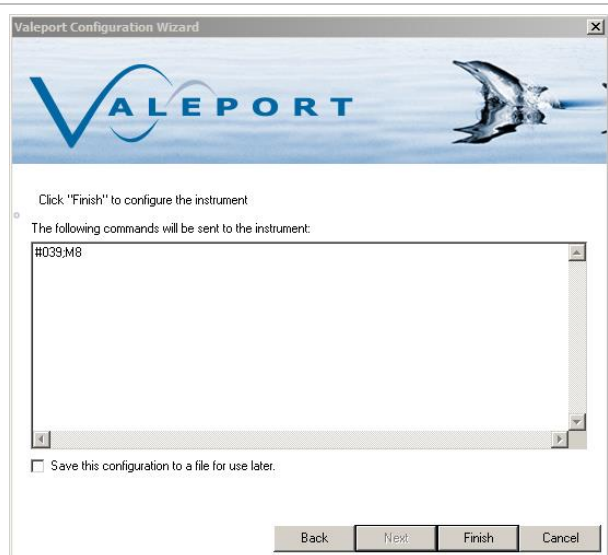 Valeport Configuration Wizard
VALEPORT
Click "Finish" to configure the instrument
The following commands will be sent to the instrument:
#039;M8
Save this configuration to a file for use later.
Back Next Finish Cancel